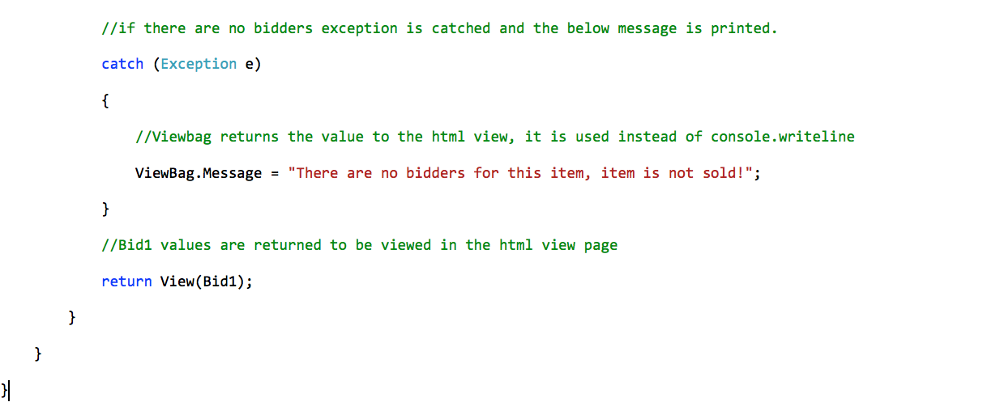 //if there are no bidders exception is catched and the below message is printed.
catch (Exception e)
{
//Viewbag returns the value to the html view, it is used instead of console.writeline
ViewBag.Message = "There are no bidders for this item, item is not sold!";
}
//Bid1 values are returned to be viewed in the html view page
return View(Bid1);
}
}
}